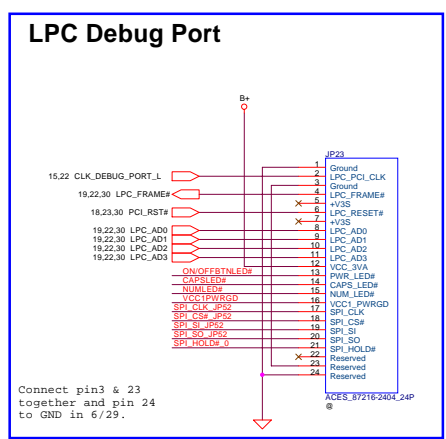 LPC Debug Port
B+
JP23
1 Ground
15,22 CLK_DEBUG_PORT_L 2 LPC_PCI_CLK
3 Ground
19,22,30 LPC_FRAME# 4 LPC_FRAME#
5 +V3S
18,23,30 PCI_RST# 6 LPC_RESET#
7 +V3S
19,22,30 LPC_AD0 8 LPC_AD0
19,22,30 LPC_AD1 9 LPC_AD1
19,22,30 LPC_AD2 10 LPC_AD2
19,22,30 LPC_AD3 11 LPC_AD3
12 VCC_3VA
ON/OFFBTNLED# 13 PWR_LED#
CAPSLED# 14 CAPS_LED#
NUMLED# 15 NUM_LED#
VCC1PWRGD 16 VCC1_PWRGD
SPI_CLK_JP52 17 SPI_CLK
SPI_CS#_JP52 18 SPI_CS#
SPI_SI_JP52 19 SPI_SI
SPI_SO_JP52 20 SPI_SO
SPI_HOLD#_0 21 SPI_HOLD#
22 Reserved
23 Reserved
24 Reserved
ACES_87216-2404_24P
@
Connect pin3 & 23
together and pin 24
to GND in 6/29.